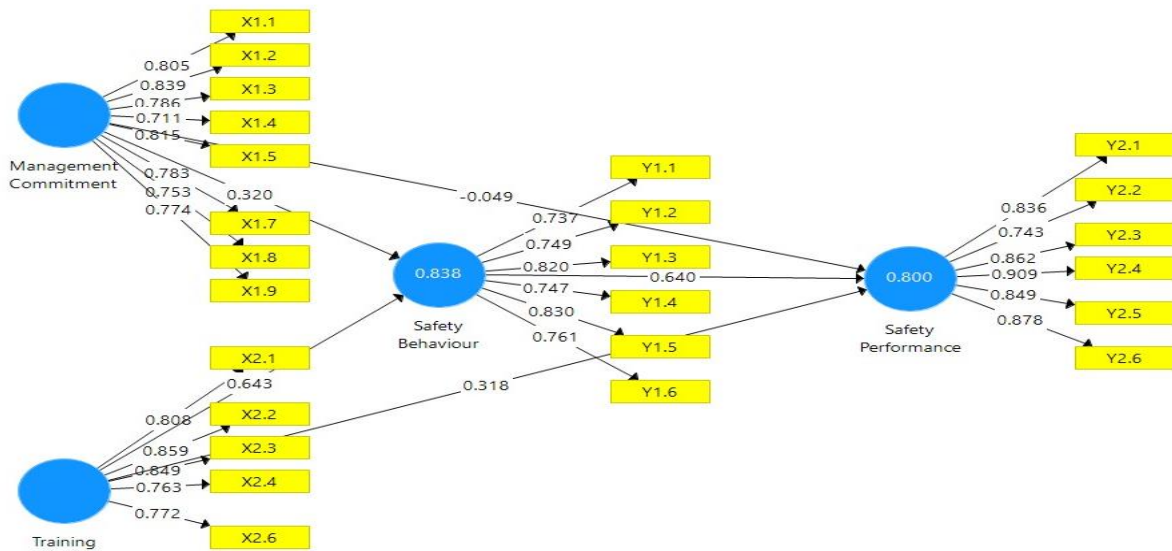 X1.1
X1.2
X1.3
X1.4
X1.5
X1.7
X1.8
X1.9
0.805
0.839
0.786
0.711
0.815
0.783
0.753
0.774
Management
Commitment
0.320
-0.049
X2.1
X2.2
X2.3
X2.4
X2.6
0.643
0.808
0.859
0.849
0.763
0.772
Training
0.318
0.838
Safety
Behaviour
Y1.1
Y1.2
Y1.3
Y1.4
Y1.5
Y1.6
0.737
0.749
0.820
0.640
0.747
0.830
0.761
0.800
Safety
Performance
Y2.1
Y2.2
Y2.3
Y2.4
Y2.5
Y2.6
0.836
0.743
0.862
0.909
0.849
0.878